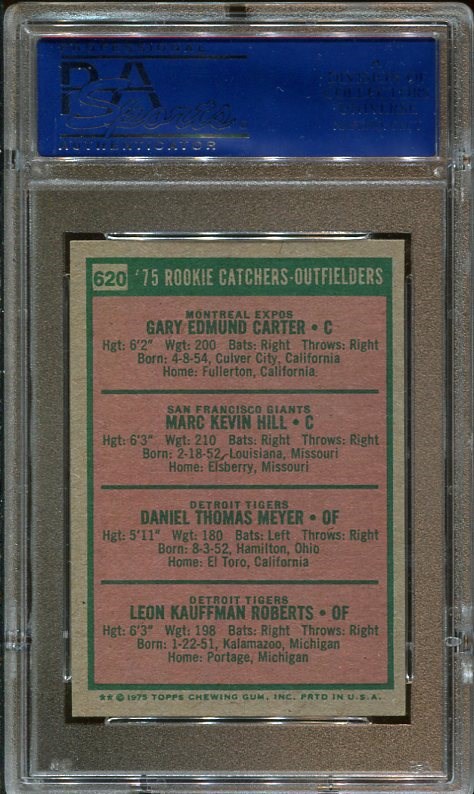 PROFESSIONAL
PSA
Sports
AUTHENTICATOR
620 '75 ROOKIE CATCHERS-OUTFIELDERS
MONTREAL EXPOS
GARY EDMUND CARTER • C
Hgt: 6'2" Wgt: 200 Bats: Right Throws: Right
Born: 4-8-54, Culver City, California
Home: Fullerton, California
SAN FRANCISCO GIANTS
MARC KEVIN HILL • C
Hgt: 6'3" Wgt: 210 Bats: Right Throws: Right
Born: 2-18-52, Louisiana, Missouri
Home: Elsberry, Missouri
DETROIT TIGERS
DANIEL THOMAS MEYER • OF
Hgt: 5'11" Wgt: 180 Bats: Left Throws: Right
Born: 8-3-52, Hamilton, Ohio
Home: El Toro, California
DETROIT TIGERS
LEON KAUFFMAN ROBERTS • OF
Hgt: 6'3" Wgt: 198 Bats: Right Throws: Right
Born: 1-22-51, Kalamazoo, Michigan
Home: Portage, Michigan
** © 1975 TOPPS CHEWING GUM, INC. PRTD IN U.S.A.